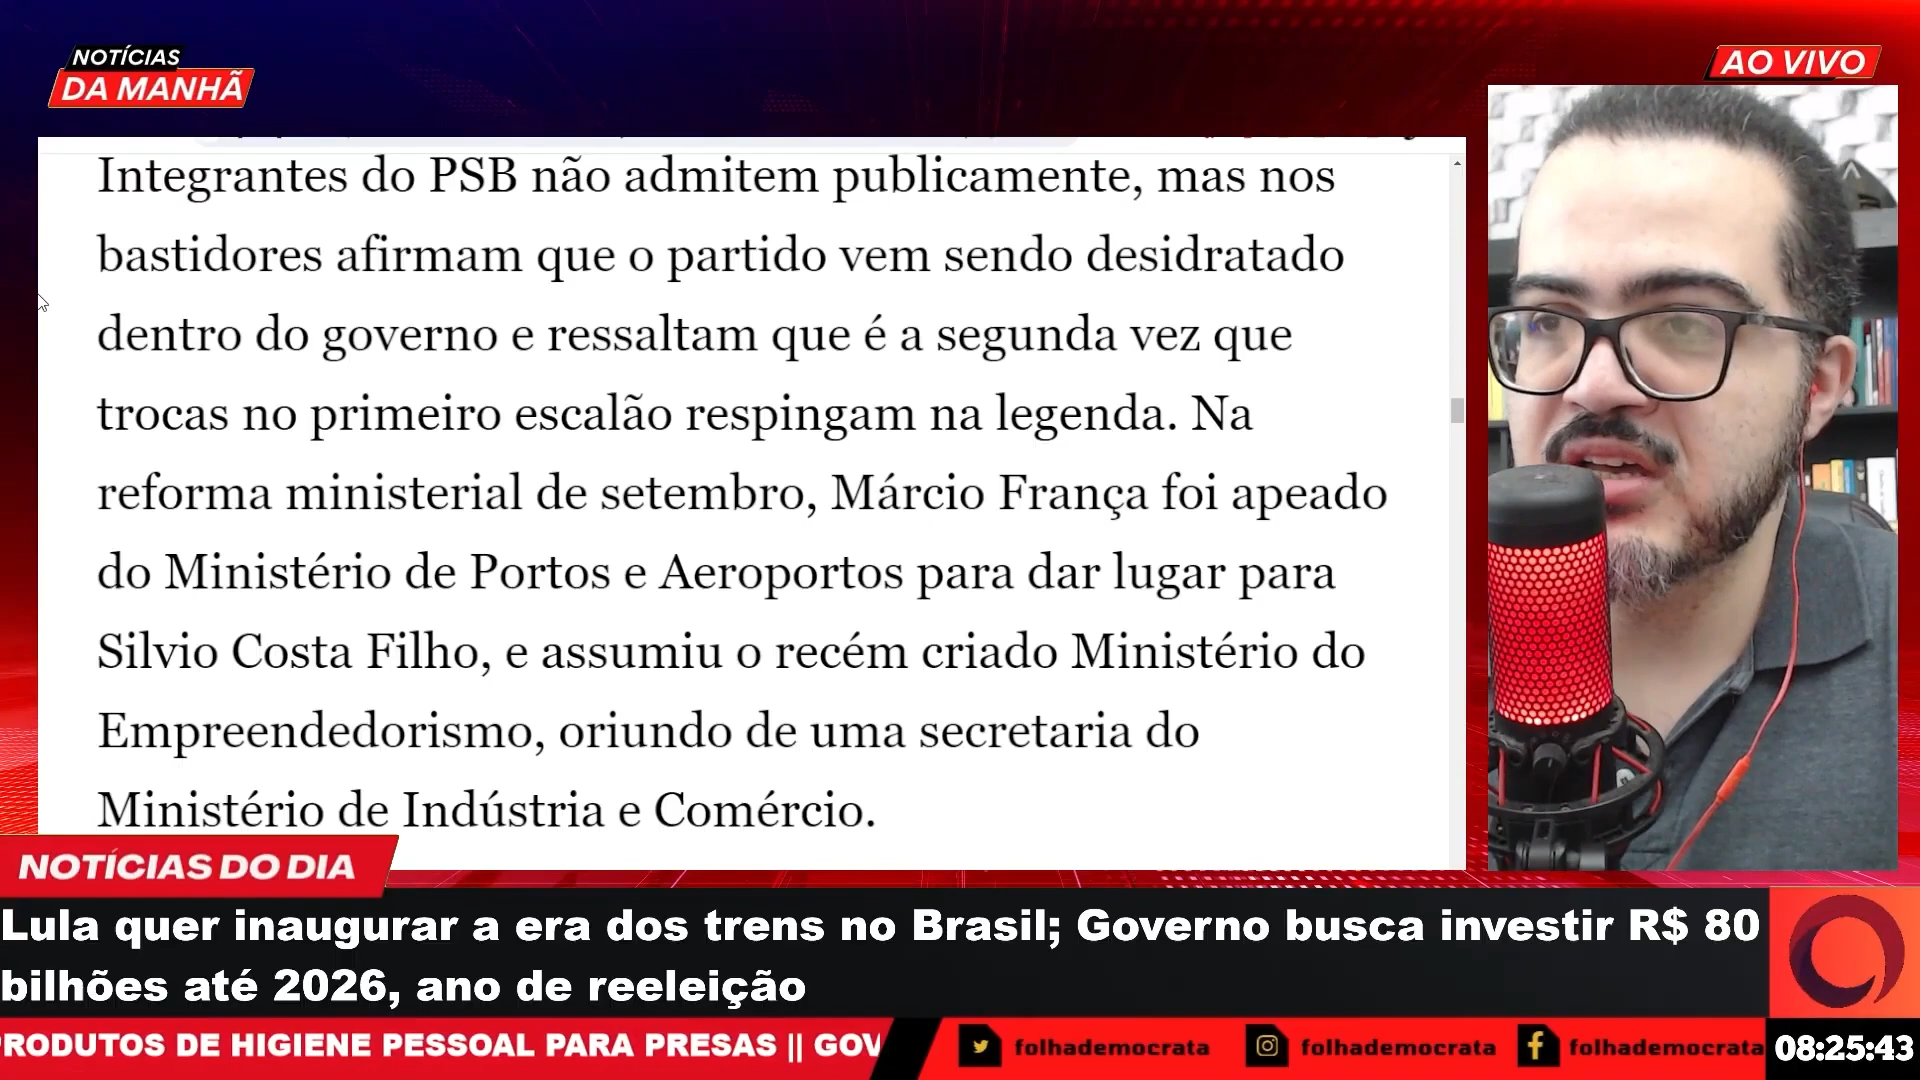 NOTÍCIAS
DA MANHÃ
AO VIVO
Integrantes do PSB não admitem publicamente, mas nos
bastidores afirmam que o partido vem sendo desidratado
dentro do governo e ressaltam que é a segunda vez que
trocas no primeiro escalão respingam na legenda. Na
reforma ministerial de setembro, Márcio França foi apeado
do Ministério de Portos e Aeroportos para dar lugar para
Silvio Costa Filho, e assumiu o recém criado Ministério do
Empreendedorismo, oriundo de uma secretaria do
Ministério de Indústria e Comércio.
NOTÍCIAS DO DIA
Lula quer inaugurar a era dos trens no Brasil; Governo busca investir R$ 80
bilhões até 2026, ano de reeleição
RODUTOS DE HIGIENE PESSOAL PARA PRESAS || GOV
folhademocrata
folhademocrata
folhademocrata
08:25:43